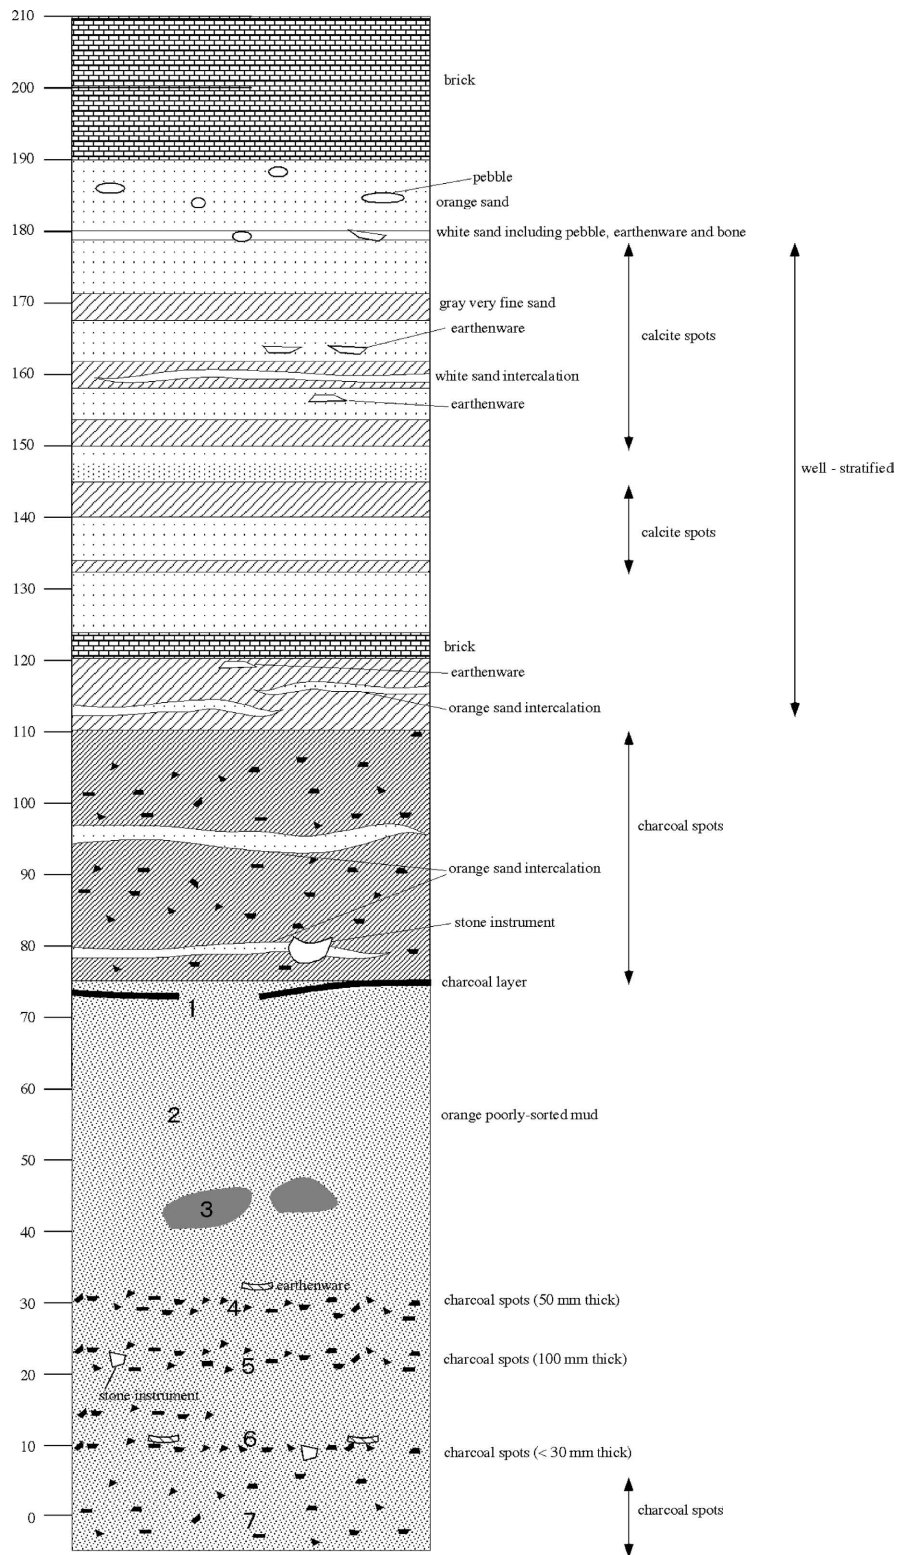 210
brick
200
190
pebble
orange sand
180
white sand including pebble, earthenware and bone
170
gray very fine sand
earthenware
calcite spots
160
white sand intercalation
earthenware
150
well - stratified
140
calcite spots
130
brick
120
earthenware
orange sand intercalation
110
100
charcoal spots
90
orange sand intercalation
stone instrument
80
charcoal layer
1
70
60
2
orange poorly-sorted mud
50
3
40
earthenware
30
4
charcoal spots (50 mm thick)
5
charcoal spots (100 mm thick)
20
stone instrument
6
10
charcoal spots (< 30 mm thick)
0
7
charcoal spots